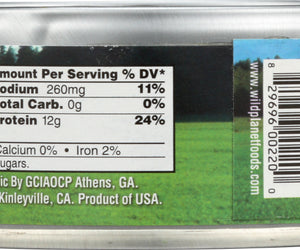 mount Per Serving % DV*
odium 260mg 11%
otal Carb. 0g 0%
rotein 12g 24%
Calcium 0% • Iron 2%
ugars.
ic By GCIAOCP Athens, GA.
Kinleyville, CA. Product of USA.
www.wildplanetfoods.com
8 29696 00220 0